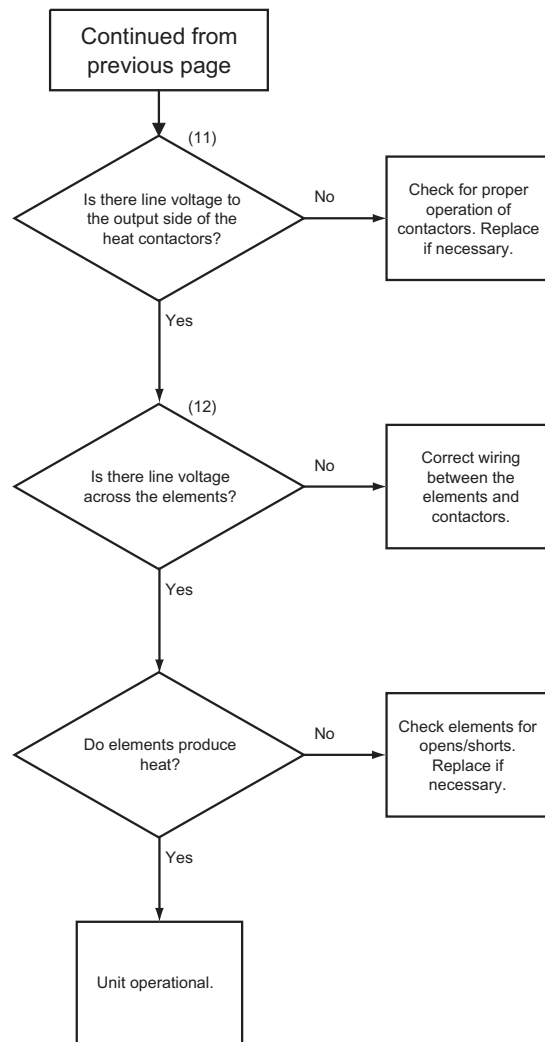 Continued from
previous page
(11)
Is there line voltage to
the output side of the
heat contactors?
No
Check for proper
operation of
contactors. Replace
if necessary.
Yes
(12)
Is there line voltage
across the elements?
No
Correct wiring
between the
elements and
contactors.
Yes
Do elements produce
heat?
No
Check elements for
opens/shorts.
Replace if
necessary.
Yes
Unit operational.